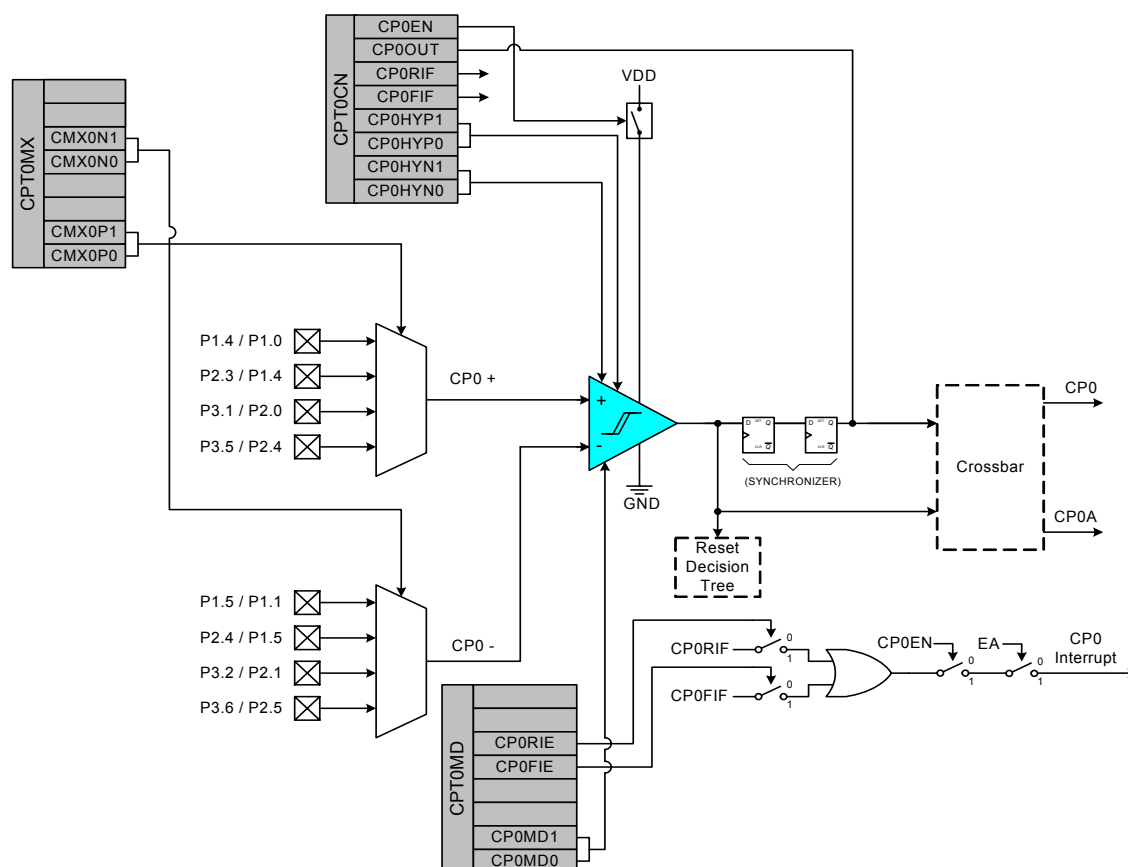 CPT0CN
CP0EN
CP0OUT
CP0RIF
CP0FIF
CP0HYP1
CP0HYP0
CP0HYN1
CP0HYN0
VDD
CPT0MX
CMX0N1
CMX0N0
CMX0P1
CMX0P0
P1.4 / P1.0
P2.3 / P1.4
P3.1 / P2.0
P3.5 / P2.4
CP0 +
+
-
GND
D SET Q
CLR Q
D SET Q
CLR Q
(SYNCHRONIZER)
Reset
Decision
Tree
Crossbar
CP0
CP0A
P1.5 / P1.1
P2.4 / P1.5
P3.2 / P2.1
P3.6 / P2.5
CP0 -
CPT0MD
CP0RIE
CP0FIE
CP0MD1
CP0MD0
CP0RIF
0
1
CP0FIF
0
1
CP0EN
0
1
EA
0
1
CP0
Interrupt